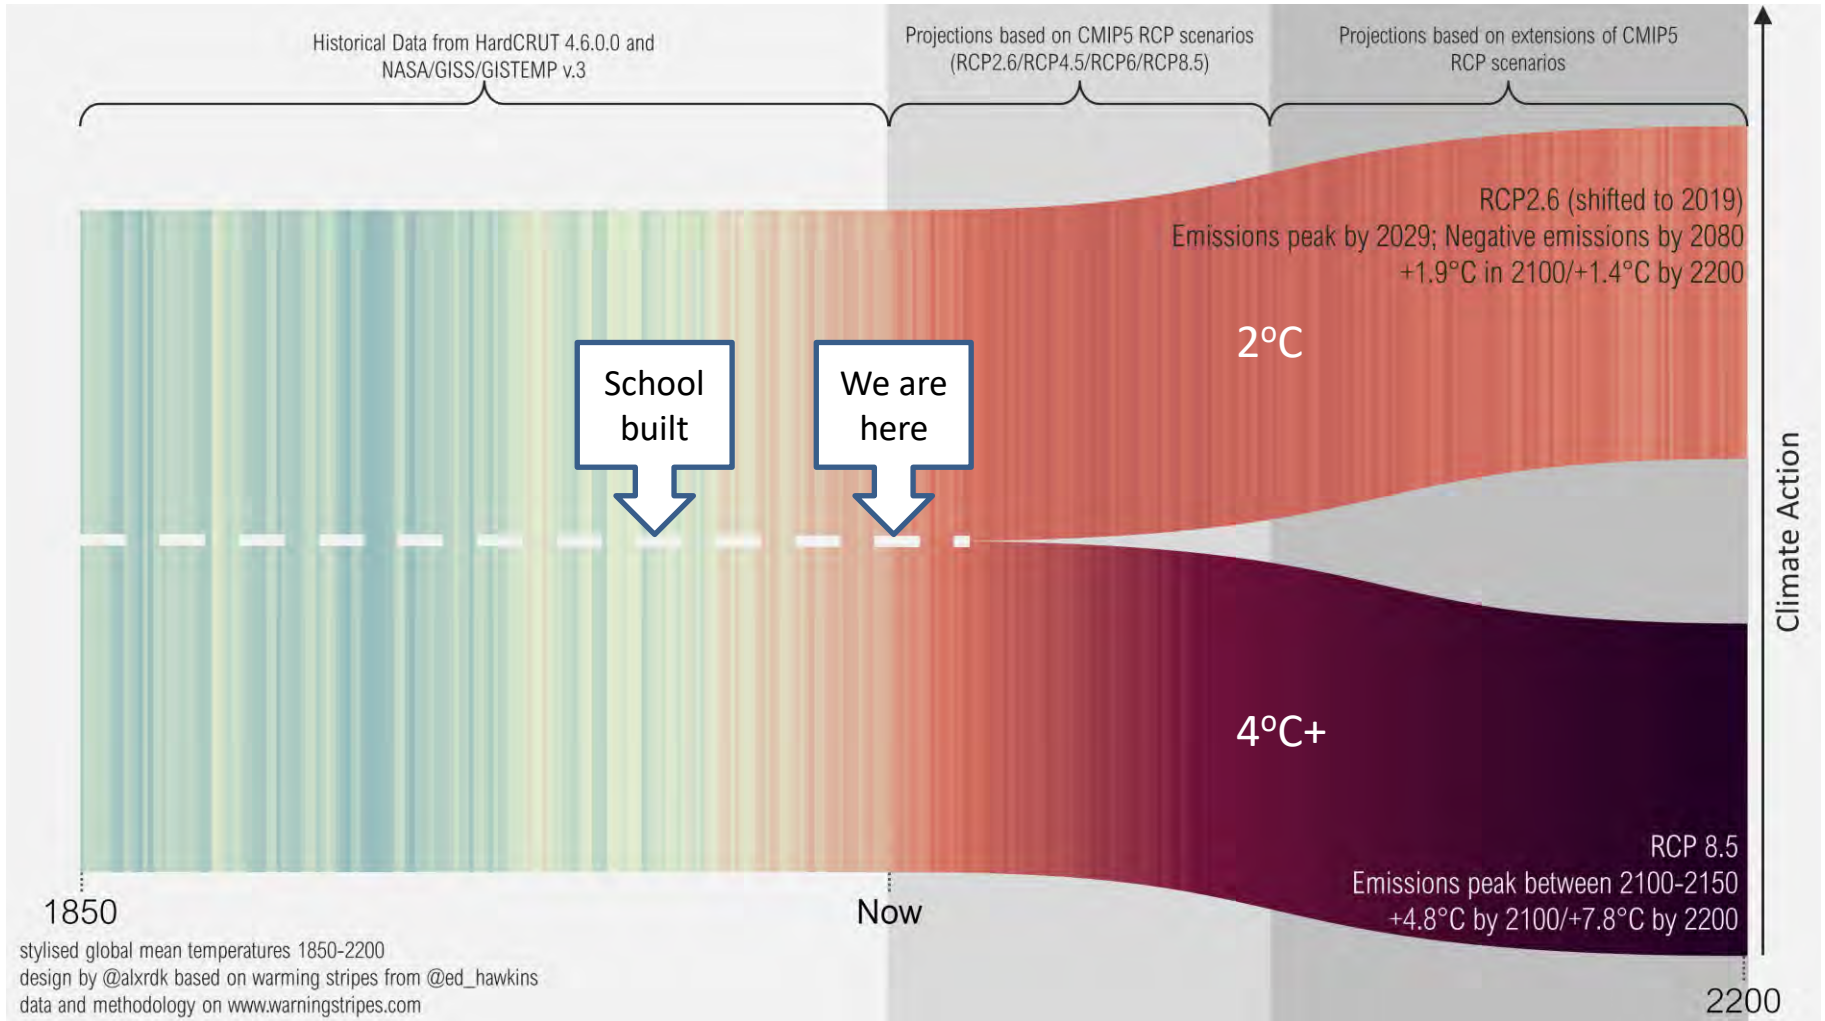 Historical Data from HardCRUT 4.6.0.0 and
NASA/GISS/GISTEMP v.3
Projections based on CMIP5 RCP scenarios
(RCP2.6/RCP4.5/RCP6/RCP8.5)
Projections based on extensions of CMIP5
RCP scenarios
RCP2.6 (shifted to 2019)
Emissions peak by 2029; Negative emissions by 2080
+1.9°C in 2100/+1.4°C by 2200
2°C
School
built
We are
here
Climate Action
4°C+
RCP 8.5
Emissions peak between 2100-2150
+4.8°C by 2100/+7.8°C by 2200
1850
Now
2200
stylised global mean temperatures 1850-2200
design by @alxrdk based on warming stripes from @ed_hawkins
data and methodology on www.warningstripes.com